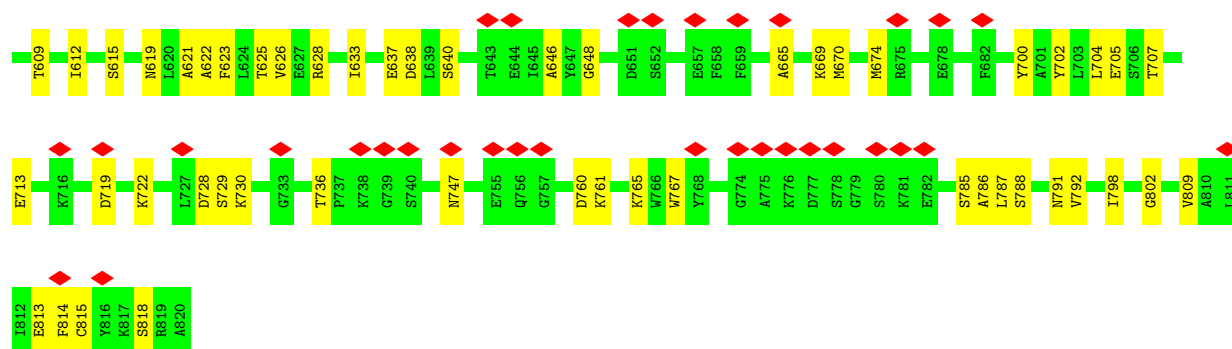 T609 I612 S615 N619 L620 A621 A622 F623 L624 T625 V626 E627 R628 I633 E637 D638 L639 S640 T643 E644 I645 A646 Y647 G648 D651 S652 E657 F658 F659 A665 K669 M670 M674 R675 E678 F682 Y700 A701 Y702 L703 L704 E705 S706 T707
E713 K716 D719 K722 L727 D728 S729 K730 G733 T736 P737 K738 G739 S740 N747 E755 Q756 G757 D760 K761 K765 W766 W767 Y768 G774 A775 K776 D777 S778 G779 S780 K781 E782 S785 A786 L787 S788 N791 V792 I798 G802 V809 A810 L811
I812 E813 F814 C815 Y816 K817 S818 R819 A820